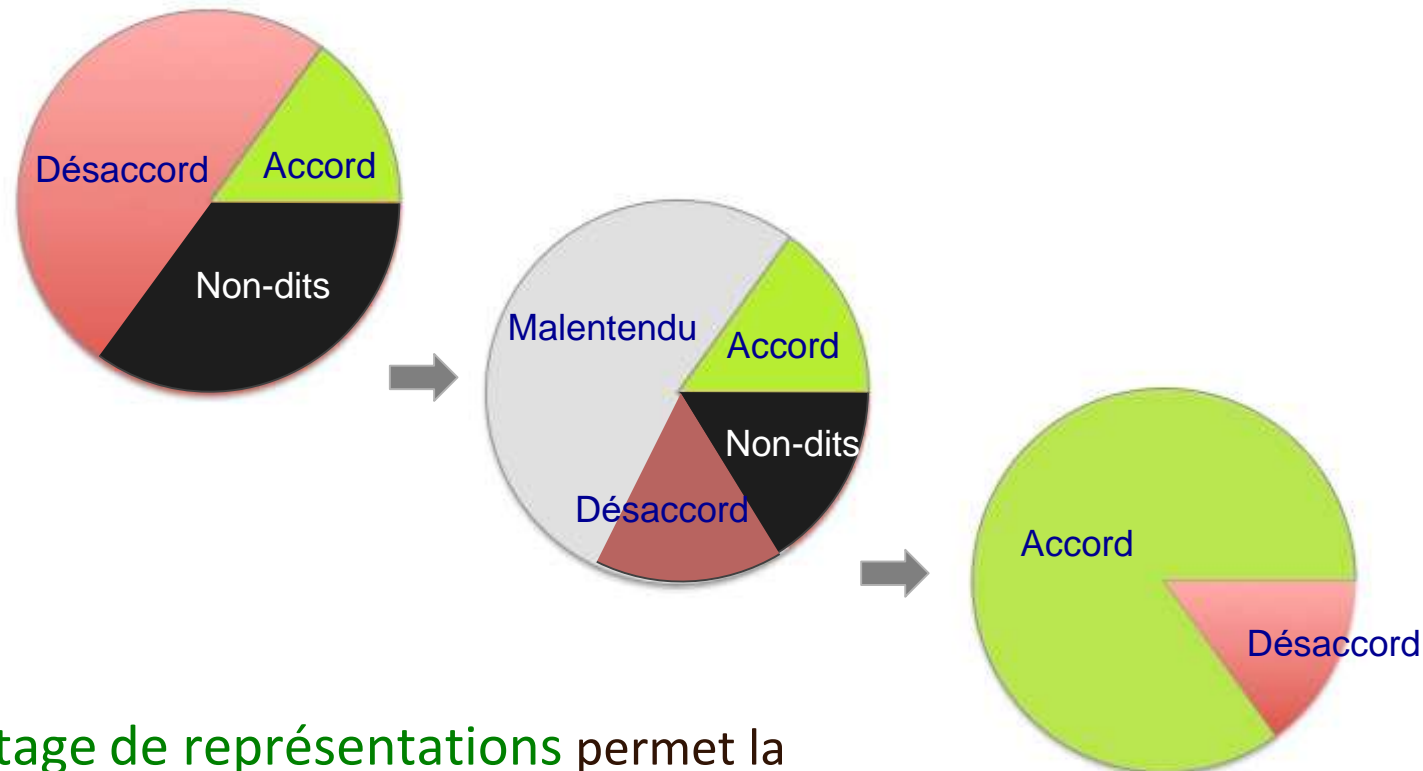 Désaccord
Accord
Non-dits
Malentendu
Accord
Non-dits
Désaccord
Accord
Désaccord
tage de représentations permet la